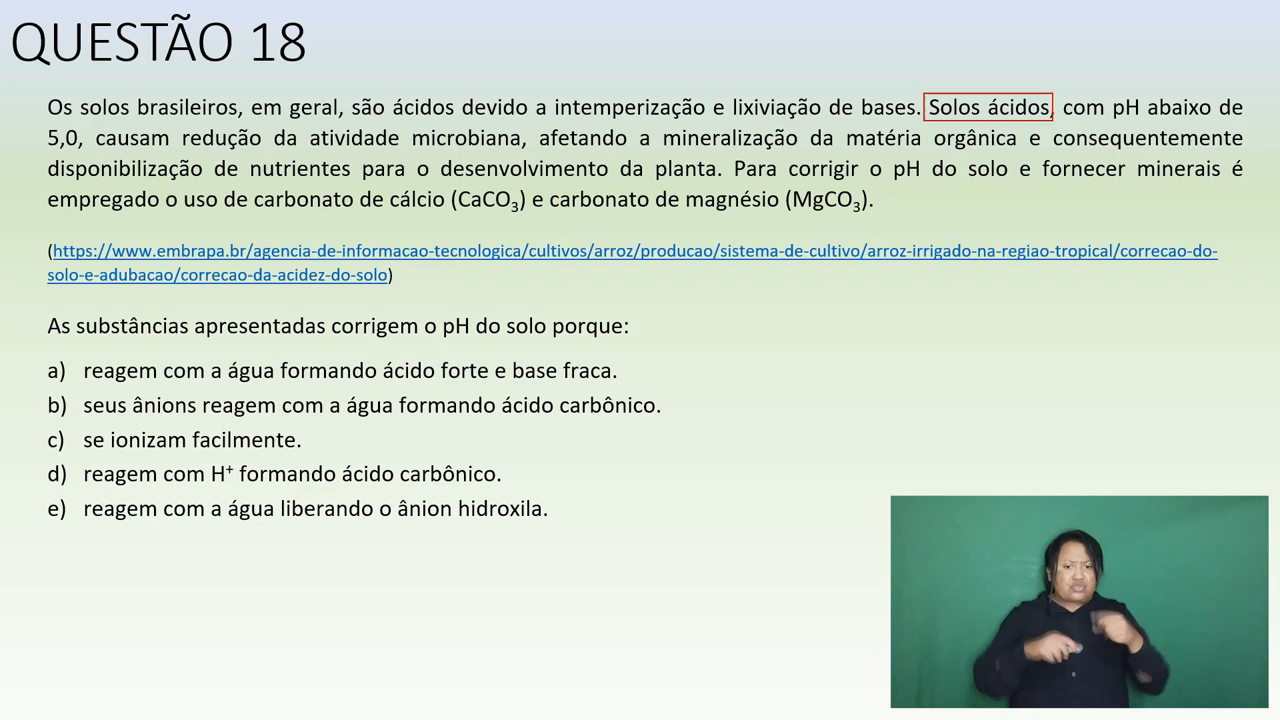 QUESTÃO 18
Os solos brasileiros, em geral, são ácidos devido a intemperização e lixiviação de bases. Solos ácidos, com pH abaixo de
5,0, causam redução da atividade microbiana, afetando a mineralização da matéria orgânica e consequentemente
disponibilização de nutrientes para o desenvolvimento da planta. Para corrigir o pH do solo e fornecer minerais é
empregado o uso de carbonato de cálcio (CaCO₃) e carbonato de magnésio (MgCO₃).
(https://www.embrapa.br/agencia-de-informacao-tecnologica/cultivos/arroz/producao/sistema-de-cultivo/arroz-irrigado-na-regiao-tropical/correcao-do-
solo-e-adubacao/correcao-da-acidez-do-solo)
As substâncias apresentadas corrigem o pH do solo porque:
a) reagem com a água formando ácido forte e base fraca.
b) seus ânions reagem com a água formando ácido carbônico.
c) se ionizam facilmente.
d) reagem com H⁺ formando ácido carbônico.
e) reagem com a água liberando o ânion hidroxila.